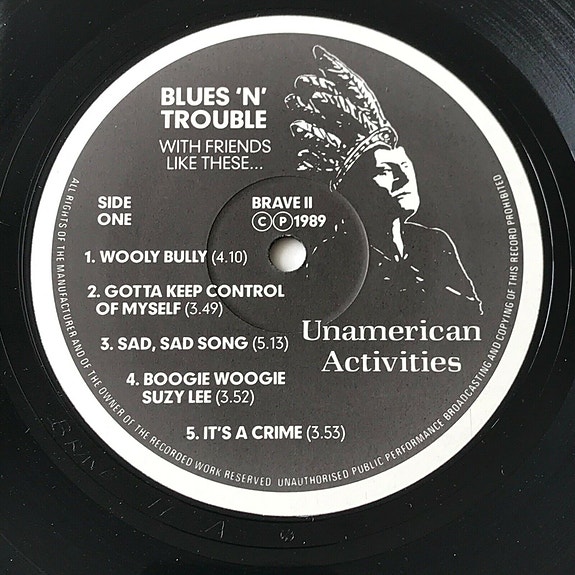 BLUES 'N'
TROUBLE
WITH FRIENDS
LIKE THESE...
SIDE
ONE
BRAVE II
© ℗ 1989
1. WOOLY BULLY (4.10)
2. GOTTA KEEP CONTROL
OF MYSELF (3.49)
3. SAD, SAD SONG (5.13)
4. BOOGIE WOOGIE
SUZY LEE (3.52)
5. IT'S A CRIME (3.53)
Unamerican
Activities
ALL RIGHTS OF THE MANUFACTURER AND OF THE OWNER OF THE RECORDED WORK RESERVED UNAUTHORISED PUBLIC PERFORMANCE BROADCASTING AND COPYING OF THIS RECORD PROHIBITED